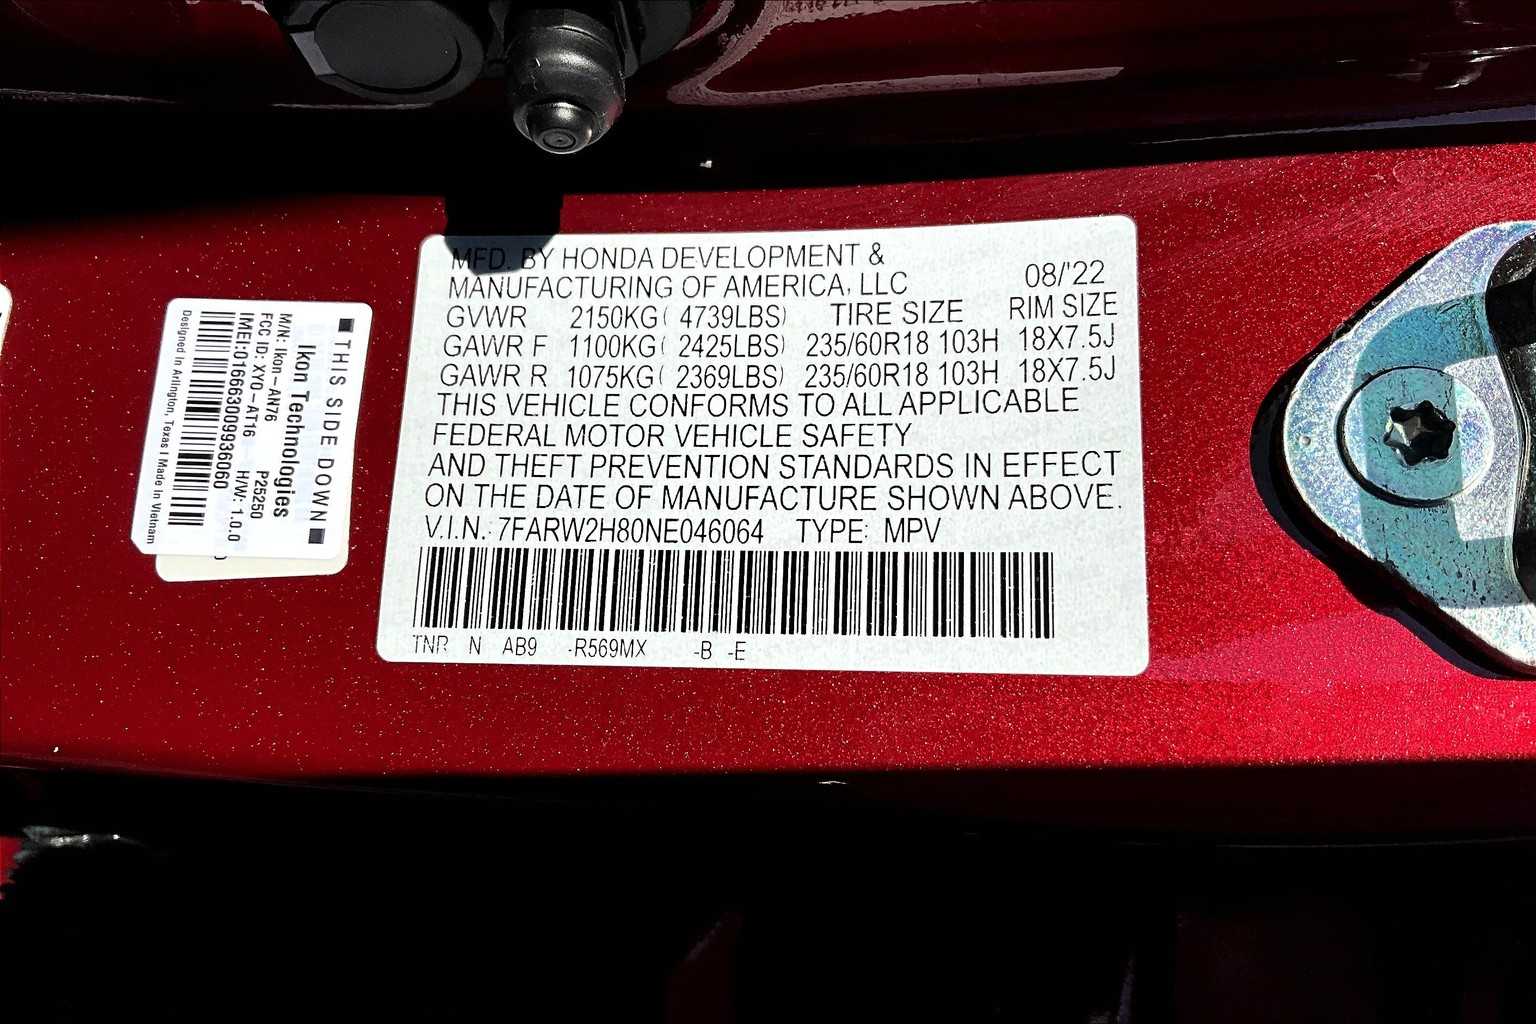 MFD. BY HONDA DEVELOPMENT &
MANUFACTURING OF AMERICA, LLC 08/'22
GVWR 2150KG( 4739LBS) TIRE SIZE RIM SIZE
GAWR F 1100KG( 2425LBS) 235/60R18 103H 18X7.5J
GAWR R 1075KG( 2369LBS) 235/60R18 103H 18X7.5J
THIS VEHICLE CONFORMS TO ALL APPLICABLE
FEDERAL MOTOR VEHICLE SAFETY
AND THEFT PREVENTION STANDARDS IN EFFECT
ON THE DATE OF MANUFACTURE SHOWN ABOVE.
V.I.N.: 7FARW2H80NE046064 TYPE: MPV
TNR N AB9 -R569MX -B -E
THIS SIDE DOWN
Ikon Technologies
M/N: Ikon-AN76 P25250
FCC ID: XYO-AT16 H/W: 1.0.0
IMEI:016663009936060
Designed in Arlington, Texas | Made in Vietnam